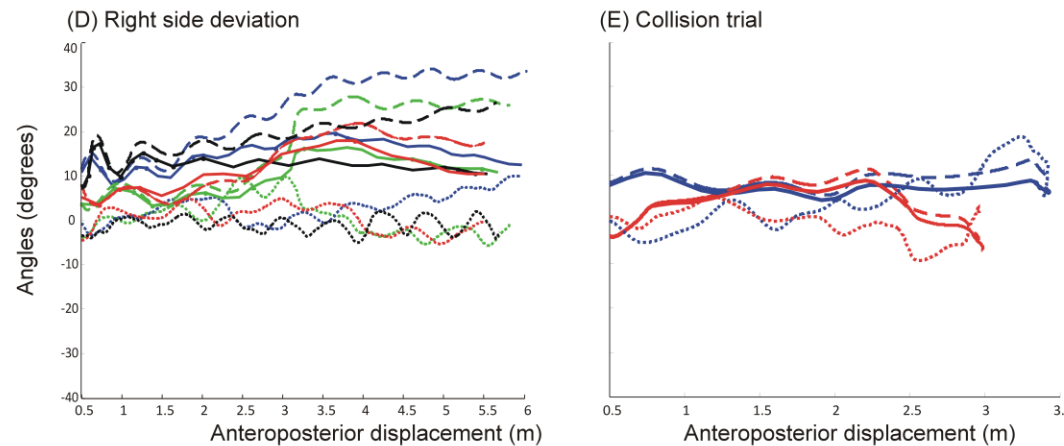 (D) Right side deviation
(E) Collision trial
Angles (degrees)
40
30
20
10
0
-10
-20
-30
-40
0.5 1 1.5 2 2.5 3 3.5 4 4.5 5 5.5 6
0.5 1 1.5 2 2.5 3 3.
Anteroposterior displacement (m)
Anteroposterior displacement (m)